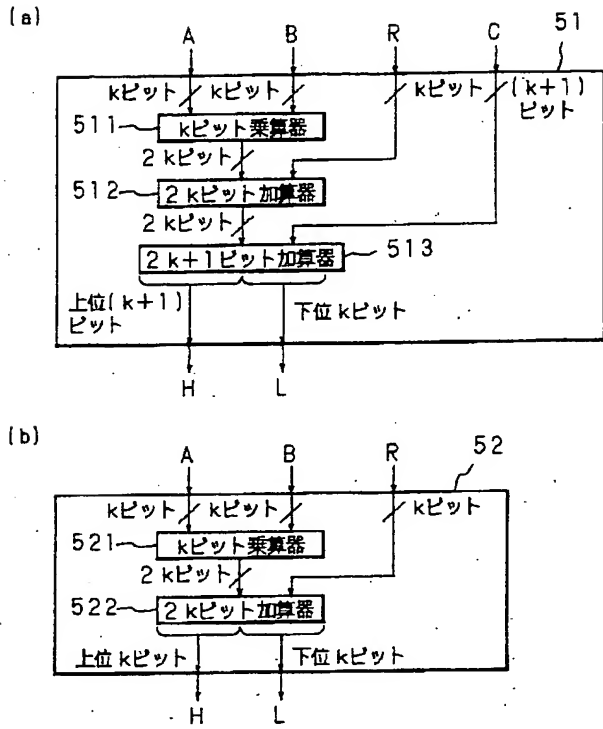 (a)
A B R C 51
kビット kビット kビット (k+1)
ビット
511 kビット乗算器
2kビット
512 2kビット加算器
2kビット
2k+1ビット加算器 513
上位(k+1)
ビット
下位kビット
H L
(b)
A B R 52
kビット kビット kビット
521 kビット乗算器
2kビット
522 2kビット加算器
上位kビット 下位kビット
H L